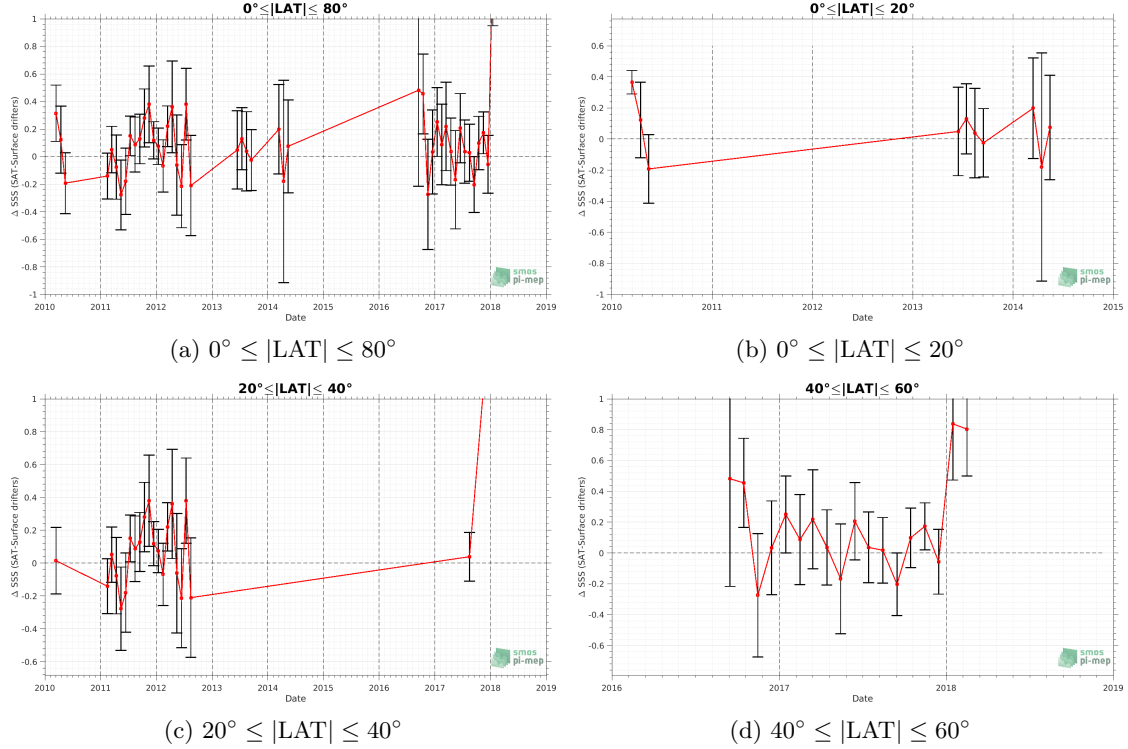 0°≤|LAT|≤ 80°
Δ SSS (SAT-Surface drifters)
1
0.8
0.6
0.4
0.2
0
-0.2
-0.4
-0.6
-0.8
-1
2010 2011 2012 2013 2014 2015 2016 2017 2018 2019
Date
smos
pi-mep
(a) 0° ≤ |LAT| ≤ 80°
0°≤|LAT|≤ 20°
Δ SSS (SAT-Surface drifters)
0.6
0.4
0.2
0
-0.2
-0.4
-0.6
-0.8
-1
2010 2011 2012 2013 2014 2015
Date
smos
pi-mep
(b) 0° ≤ |LAT| ≤ 20°
20°≤|LAT|≤ 40°
Δ SSS (SAT-Surface drifters)
1
0.8
0.6
0.4
0.2
0
-0.2
-0.4
-0.6
2010 2011 2012 2013 2014 2015 2016 2017 2018 2019
Date
smos
pi-mep
(c) 20° ≤ |LAT| ≤ 40°
40°≤|LAT|≤ 60°
Δ SSS (SAT-Surface drifters)
1
0.8
0.6
0.4
0.2
0
-0.2
-0.4
-0.6
2016 2017 2018 2019
Date
smos
pi-mep
(d) 40° ≤ |LAT| ≤ 60°